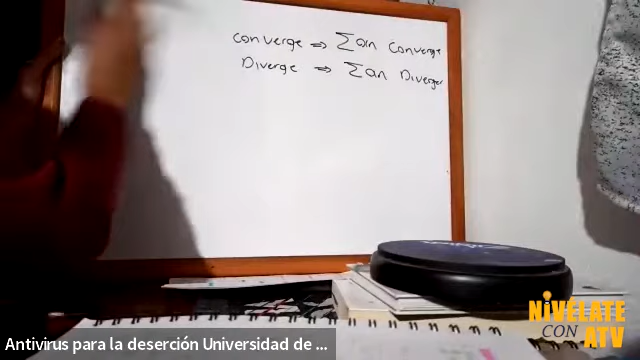 converge ⇒ ∑an converge
Diverge ⇒ ∑an Diverge
NIVÉLATE
CON
ATV
Antivirus para la deserción Universidad de ...